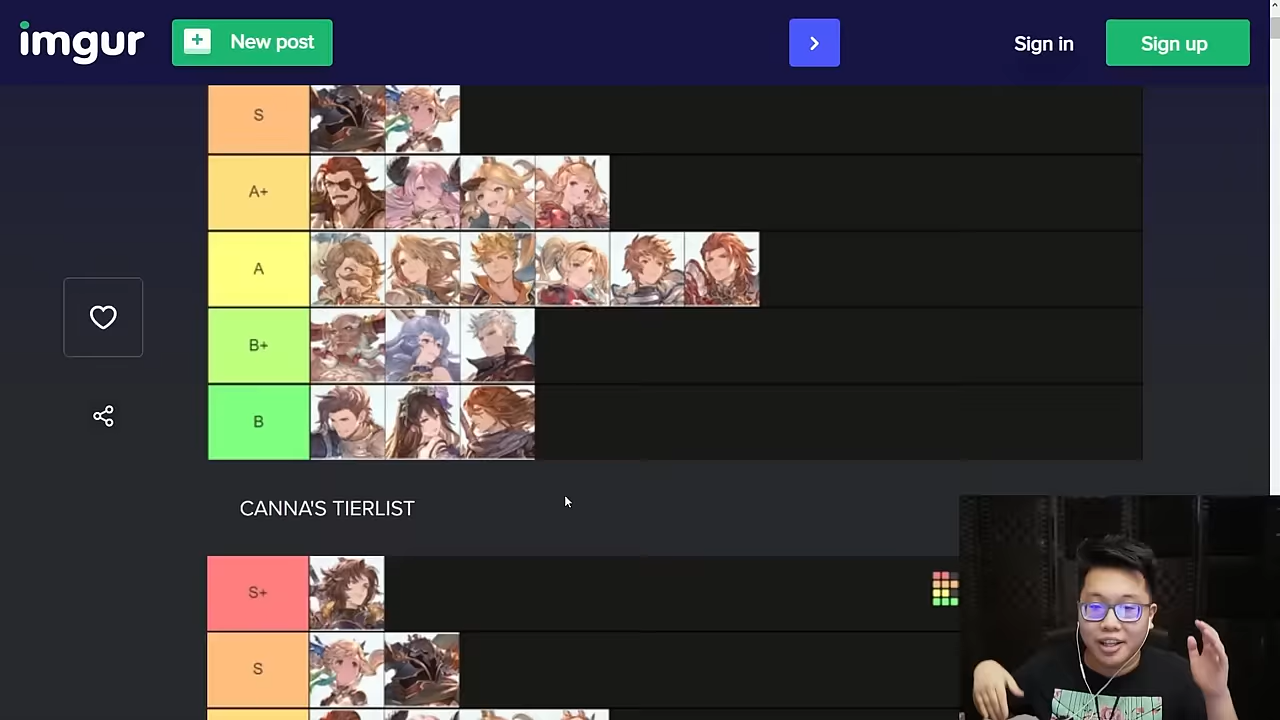 imgur
New post
Sign in
Sign up
S
A+
A
B+
B
CANNA'S TIERLIST
S+
S